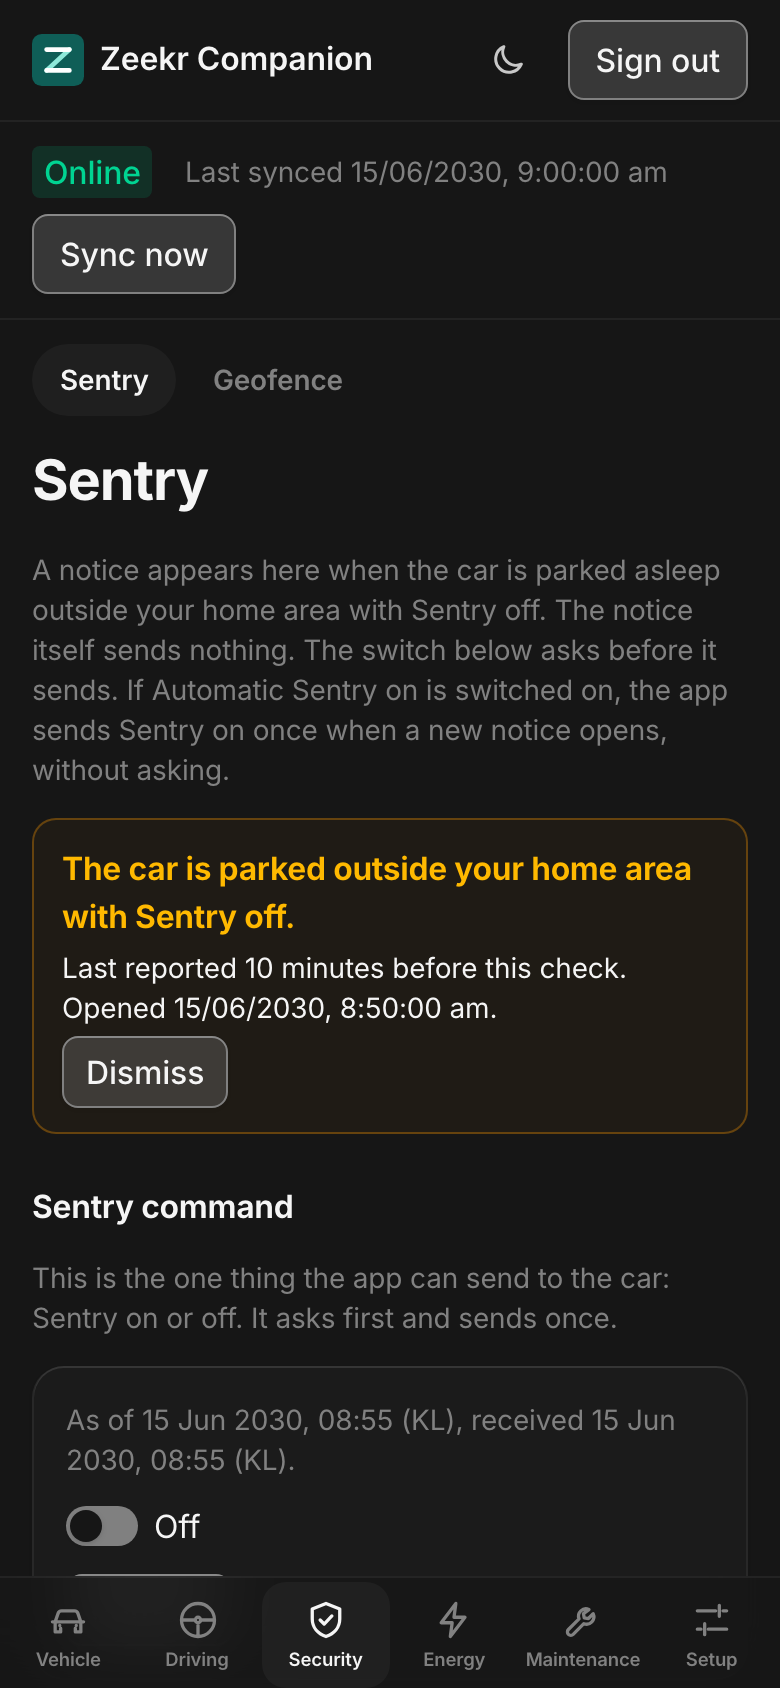 Zeekr Companion
Sign out
Online
Last synced 15/06/2030, 9:00:00 am
Sync now
Sentry
Geofence
Sentry
A notice appears here when the car is parked asleep
outside your home area with Sentry off. The notice
itself sends nothing. The switch below asks before it
sends. If Automatic Sentry on is switched on, the app
sends Sentry on once when a new notice opens,
without asking.
The car is parked outside your home area
with Sentry off.
Last reported 10 minutes before this check.
Opened 15/06/2030, 8:50:00 am.
Dismiss
Sentry command
This is the one thing the app can send to the car:
Sentry on or off. It asks first and sends once.
As of 15 Jun 2030, 08:55 (KL), received 15 Jun
2030, 08:55 (KL).
Off
Vehicle
Driving
Security
Energy
Maintenance
Setup